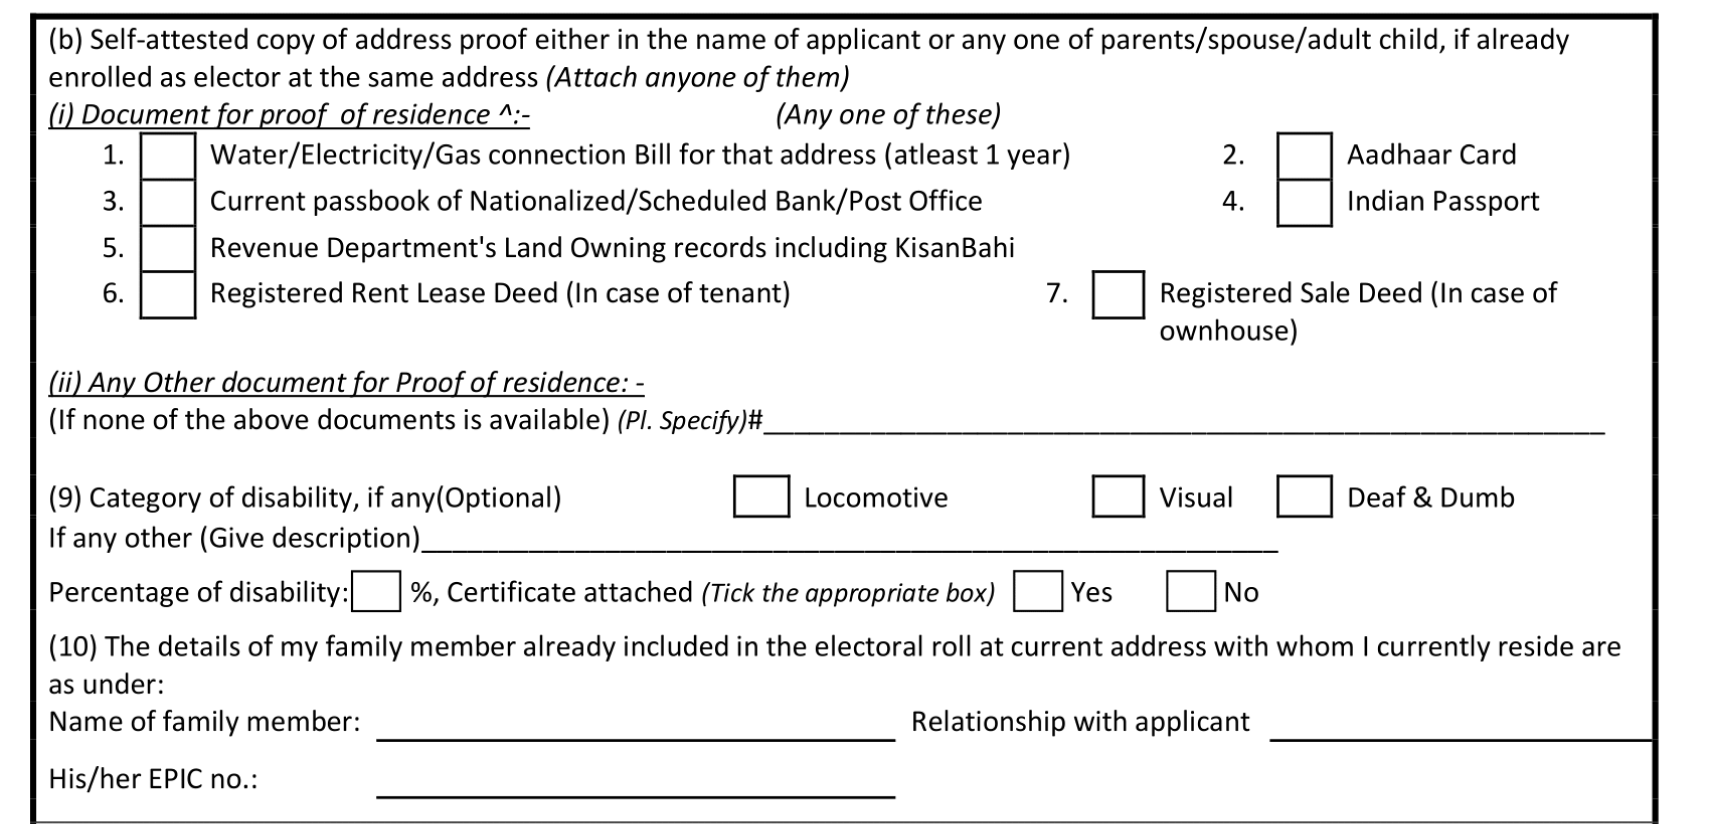 (b) Self-attested copy of address proof either in the name of applicant or any one of parents/spouse/adult child, if already
enrolled as elector at the same address (Attach anyone of them)
(i) Document for proof of residence ^:- (Any one of these)
1. Water/Electricity/Gas connection Bill for that address (atleast 1 year) 2. Aadhaar Card
3. Current passbook of Nationalized/Scheduled Bank/Post Office 4. Indian Passport
5. Revenue Department's Land Owning records including KisanBahi
6. Registered Rent Lease Deed (In case of tenant) 7. Registered Sale Deed (In case of
ownhouse)
(ii) Any Other document for Proof of residence: -
(If none of the above documents is available) (Pl. Specify)#
(9) Category of disability, if any(Optional) Locomotive Visual Deaf & Dumb
If any other (Give description)
Percentage of disability: %, Certificate attached (Tick the appropriate box) Yes No
(10) The details of my family member already included in the electoral roll at current address with whom I currently reside are
as under:
Name of family member: Relationship with applicant
His/her EPIC no.: